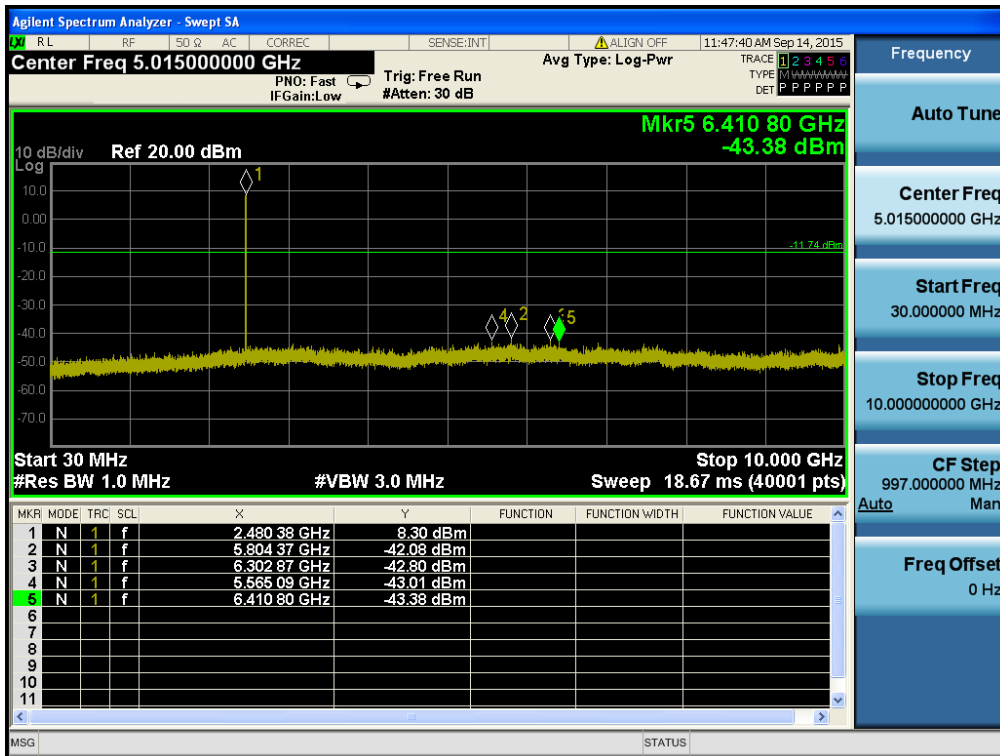 Agilent Spectrum Analyzer - Swept SA
LXI RL RF 50 Ω AC CORREC SENSE:INT ALIGN OFF 11:47:40 AM Sep 14, 2015
Center Freq 5.015000000 GHz
PNO: Fast
IFGain:Low
Trig: Free Run
#Atten: 30 dB
Avg Type: Log-Pwr
TRACE 1 2 3 4 5 6
TYPE M
DET P P P P P P
Mkr5 6.410 80 GHz
-43.38 dBm
10 dB/div Ref 20.00 dBm
Log
10.0
0.00
-10.0
-20.0
-30.0
-40.0
-50.0
-60.0
-70.0
-11.74 dBm
1
4 2 5
Start 30 MHz Stop 10.000 GHz
#Res BW 1.0 MHz #VBW 3.0 MHz Sweep 18.67 ms (40001 pts)
MKR MODE TRC SCL X Y FUNCTION FUNCTION WIDTH FUNCTION VALUE
1 N 1 f 2.480 38 GHz 8.30 dBm
2 N 1 f 5.804 37 GHz -42.08 dBm
3 N 1 f 6.302 87 GHz -42.80 dBm
4 N 1 f 5.565 09 GHz -43.01 dBm
5 N 1 f 6.410 80 GHz -43.38 dBm
6
7
8
9
10
11
MSG STATUS
Frequency
Auto Tune
Center Freq
5.015000000 GHz
Start Freq
30.000000 MHz
Stop Freq
10.000000000 GHz
CF Step
997.000000 MHz
Auto Man
Freq Offset
0 Hz